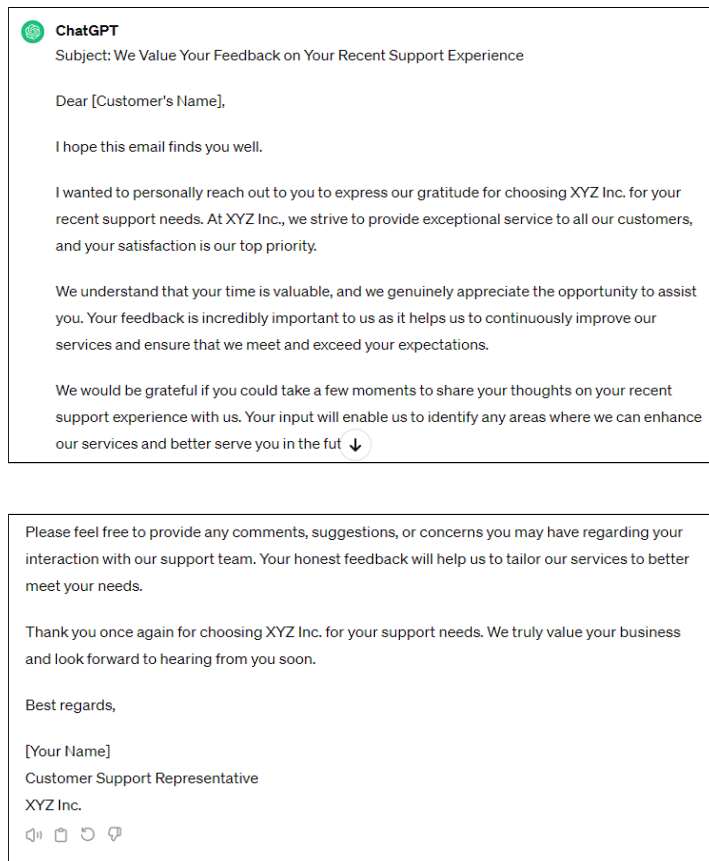 ChatGPT
Subject: We Value Your Feedback on Your Recent Support Experience
Dear [Customer's Name],
I hope this email finds you well.
I wanted to personally reach out to you to express our gratitude for choosing XYZ Inc. for your
recent support needs. At XYZ Inc., we strive to provide exceptional service to all our customers,
and your satisfaction is our top priority.
We understand that your time is valuable, and we genuinely appreciate the opportunity to assist
you. Your feedback is incredibly important to us as it helps us to continuously improve our
services and ensure that we meet and exceed your expectations.
We would be grateful if you could take a few moments to share your thoughts on your recent
support experience with us. Your input will enable us to identify any areas where we can enhance
our services and better serve you in the fut
Please feel free to provide any comments, suggestions, or concerns you may have regarding your
interaction with our support team. Your honest feedback will help us to tailor our services to better
meet your needs.
Thank you once again for choosing XYZ Inc. for your support needs. We truly value your business
and look forward to hearing from you soon.
Best regards,
[Your Name]
Customer Support Representative
XYZ Inc.